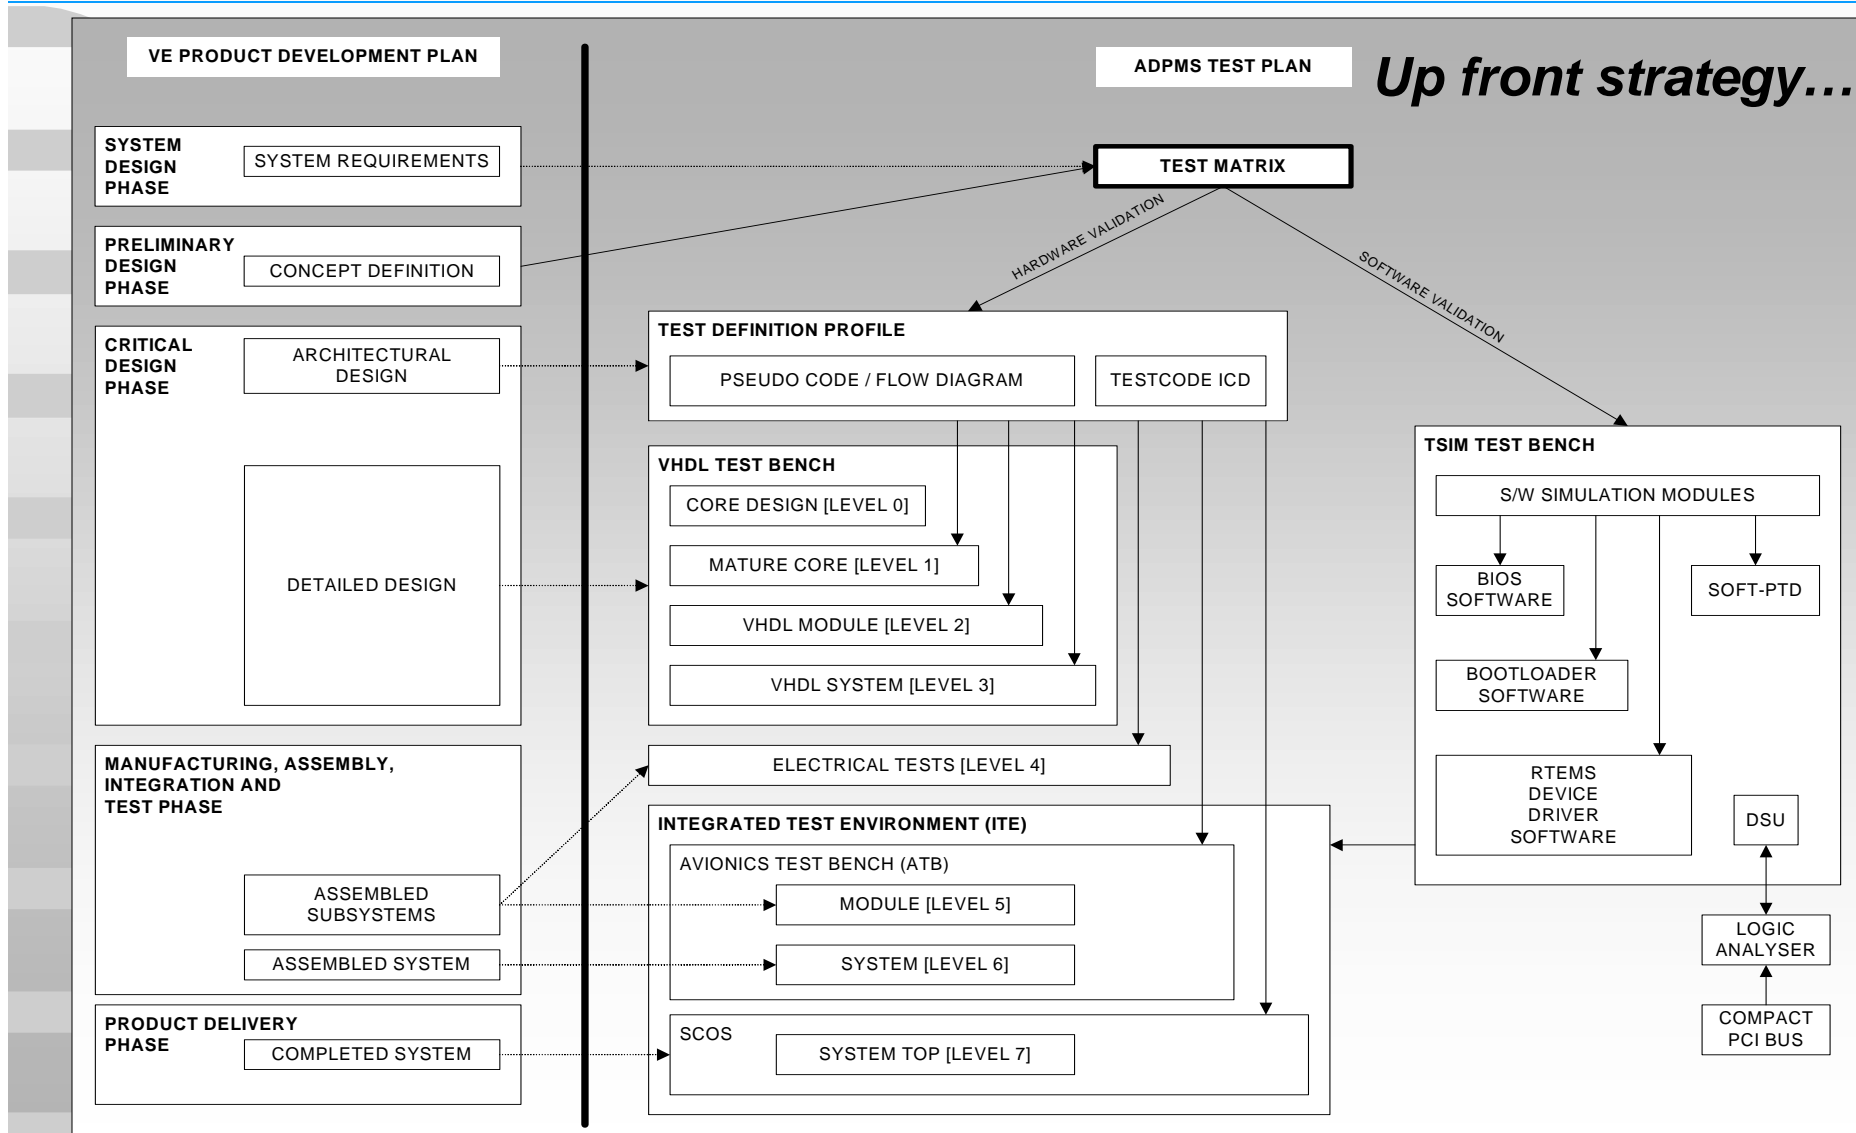 VE PRODUCT DEVELOPMENT PLAN
ADPMS TEST PLAN
Up front strategy…
SYSTEM
DESIGN
PHASE
SYSTEM REQUIREMENTS
TEST MATRIX
HARDWARE VALIDATION
SOFTWARE VALIDATION
PRELIMINARY
DESIGN
PHASE
CONCEPT DEFINITION
CRITICAL
DESIGN
PHASE
ARCHITECTURAL
DESIGN
DETAILED DESIGN
TEST DEFINITION PROFILE
PSEUDO CODE / FLOW DIAGRAM
TESTCODE ICD
VHDL TEST BENCH
CORE DESIGN [LEVEL 0]
MATURE CORE [LEVEL 1]
VHDL MODULE [LEVEL 2]
VHDL SYSTEM [LEVEL 3]
TSIM TEST BENCH
S/W SIMULATION MODULES
BIOS
SOFTWARE
SOFT-PTD
BOOTLOADER
SOFTWARE
RTEMS
DEVICE
DRIVER
SOFTWARE
DSU
LOGIC
ANALYSER
COMPACT
PCI BUS
MANUFACTURING, ASSEMBLY,
INTEGRATION AND
TEST PHASE
ASSEMBLED
SUBSYSTEMS
ASSEMBLED SYSTEM
ELECTRICAL TESTS [LEVEL 4]
INTEGRATED TEST ENVIRONMENT (ITE)
AVIONICS TEST BENCH (ATB)
MODULE [LEVEL 5]
SYSTEM [LEVEL 6]
PRODUCT DELIVERY
PHASE
COMPLETED SYSTEM
SCOS
SYSTEM TOP [LEVEL 7]